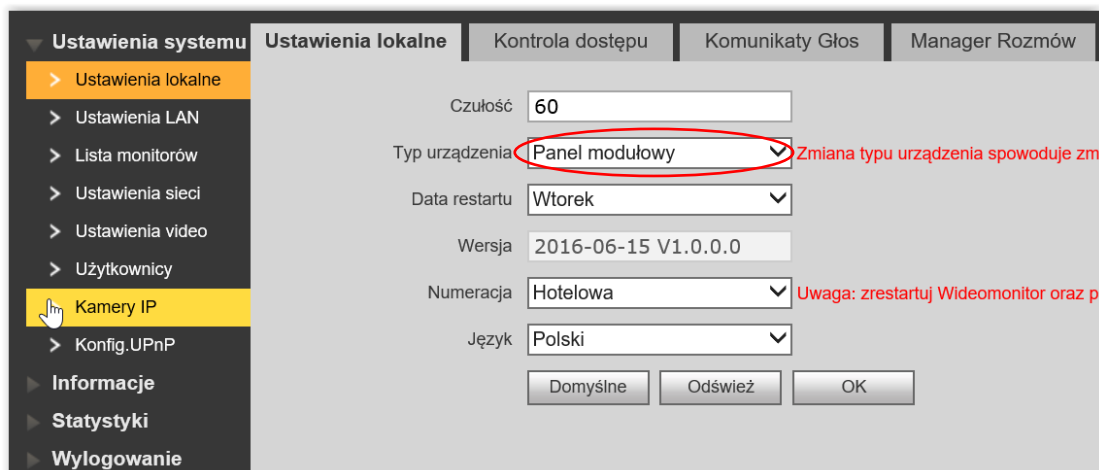 Ustawienia systemu
Ustawienia lokalne
Ustawienia LAN
Lista monitorów
Ustawienia sieci
Ustawienia video
Użytkownicy
Kamery IP
Konfig.UPnP
Informacje
Statystyki
Wylogowanie
Ustawienia lokalne Kontrola dostępu Komunikaty Głos Manager Rozmów
Czułość 60
Typ urządzenia Panel modułowy Zmiana typu urządzenia spowoduje zm
Data restartu Wtorek
Wersja 2016-06-15 V1.0.0.0
Numeracja Hotelowa Uwaga: zrestartuj Wideomonitor oraz p
Język Polski
Domyślne Odśwież OK